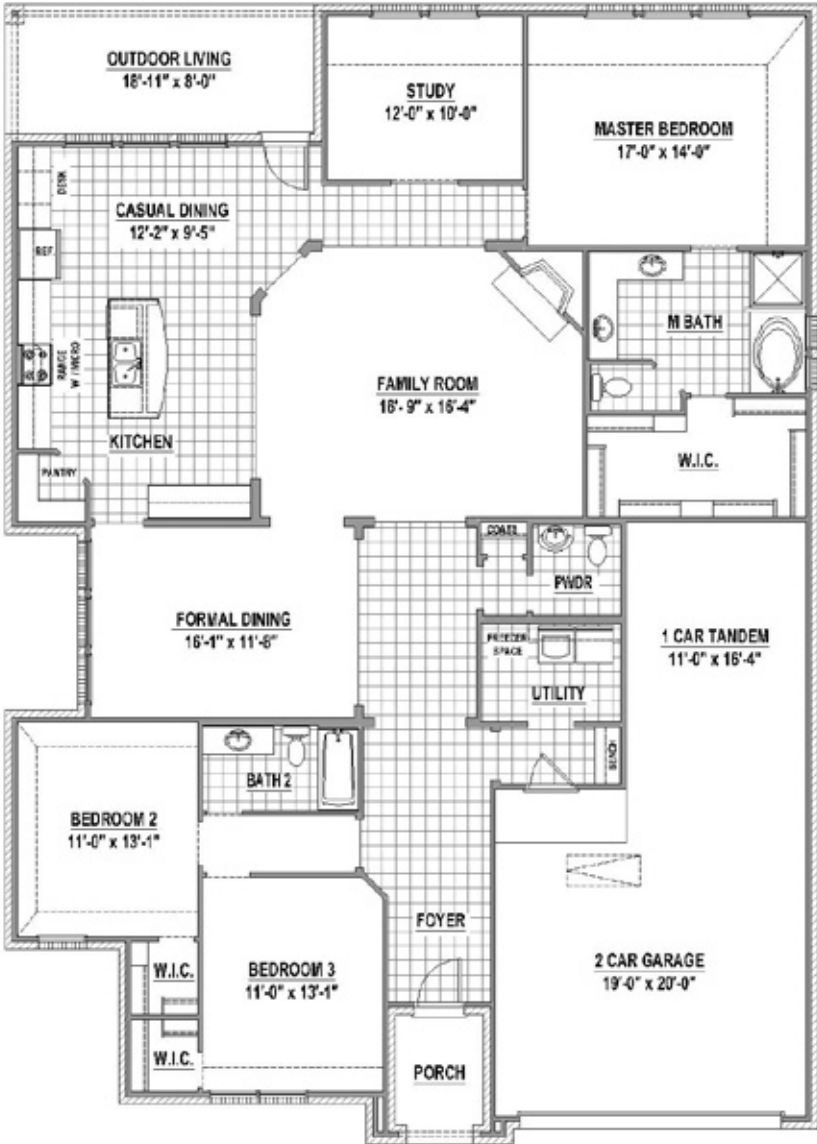 OUTDOOR LIVING
18'-11" x 8'-0"
STUDY
12'-0" x 10'-0"
MASTER BEDROOM
17'-0" x 14'-0"
DESK
CASUAL DINING
12'-2" x 9'-5"
REF
M BATH
RANGE
W / MICRO
FAMILY ROOM
16'- 9" x 16'-4"
KITCHEN
PANTRY
W.I.C.
COATS
PWDR
FORMAL DINING
16'-1" x 11'-8"
FREEZER
SPACE
UTILITY
1 CAR TANDEM
11'-0" x 16'-4"
BENCH
BATH 2
BEDROOM 2
11'-0" x 13'-1"
FOYER
W.I.C.
BEDROOM 3
11'-0" x 13'-1"
2 CAR GARAGE
19'-0" x 20'-0"
W.I.C.
PORCH